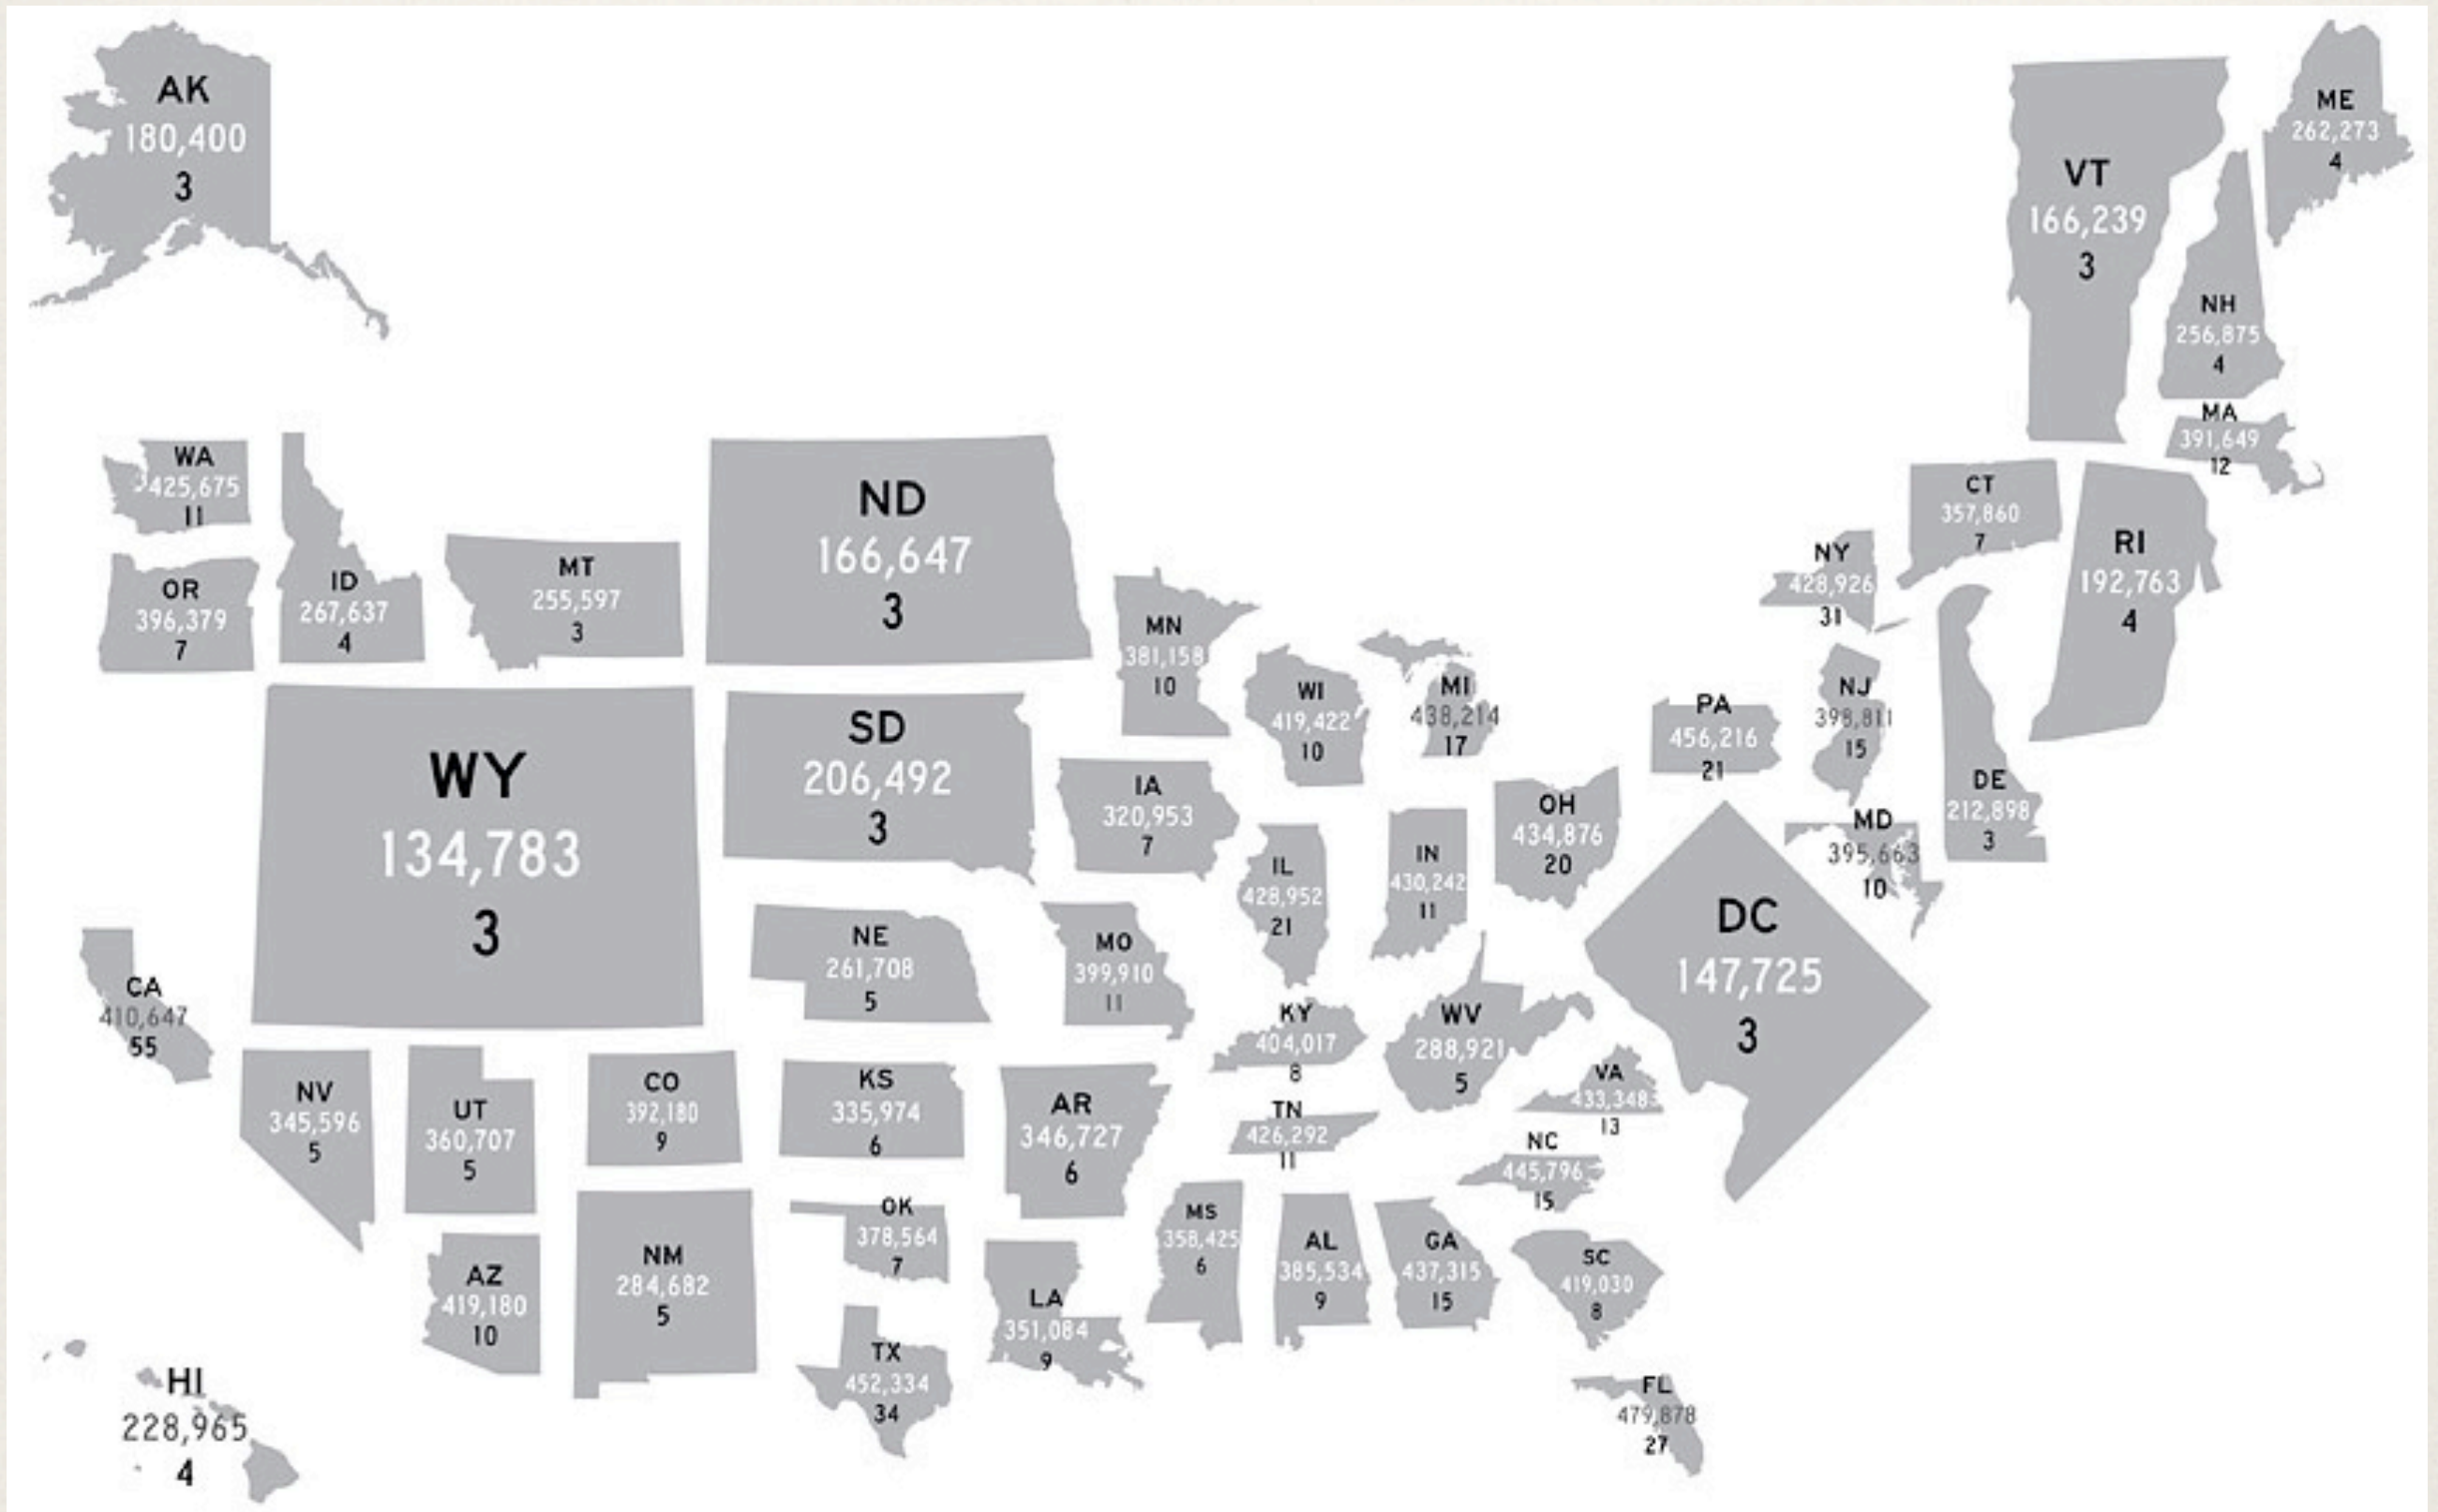 AK
180,400
3
VT
166,239
3
ME
262,273
4
NH
256,875
4
MA
391,649
12
WA
425,675
11
OR
396,379
7
ID
267,637
4
MT
255,597
3
ND
166,647
3
MN
381,158
10
WI
419,422
10
MI
438,214
17
NY
428,926
31
CT
357,860
7
RI
192,763
4
WY
134,783
3
SD
206,492
3
IA
320,953
7
IL
428,952
21
IN
430,242
11
OH
434,876
20
PA
456,216
21
NJ
398,811
15
DE
212,898
3
MD
395,663
10
DC
147,725
3
CA
410,647
55
NE
261,708
5
MO
399,910
11
KY
404,017
8
WV
288,921
5
VA
433,348
13
NV
345,596
5
UT
360,707
5
CO
392,180
9
KS
335,974
6
AR
346,727
6
TN
426,292
11
NC
445,796
15
AZ
419,180
10
NM
284,682
5
OK
378,564
7
TX
452,334
34
LA
351,084
9
MS
358,425
6
AL
385,534
9
GA
437,315
15
SC
419,030
8
FL
479,878
27
HI
228,965
4